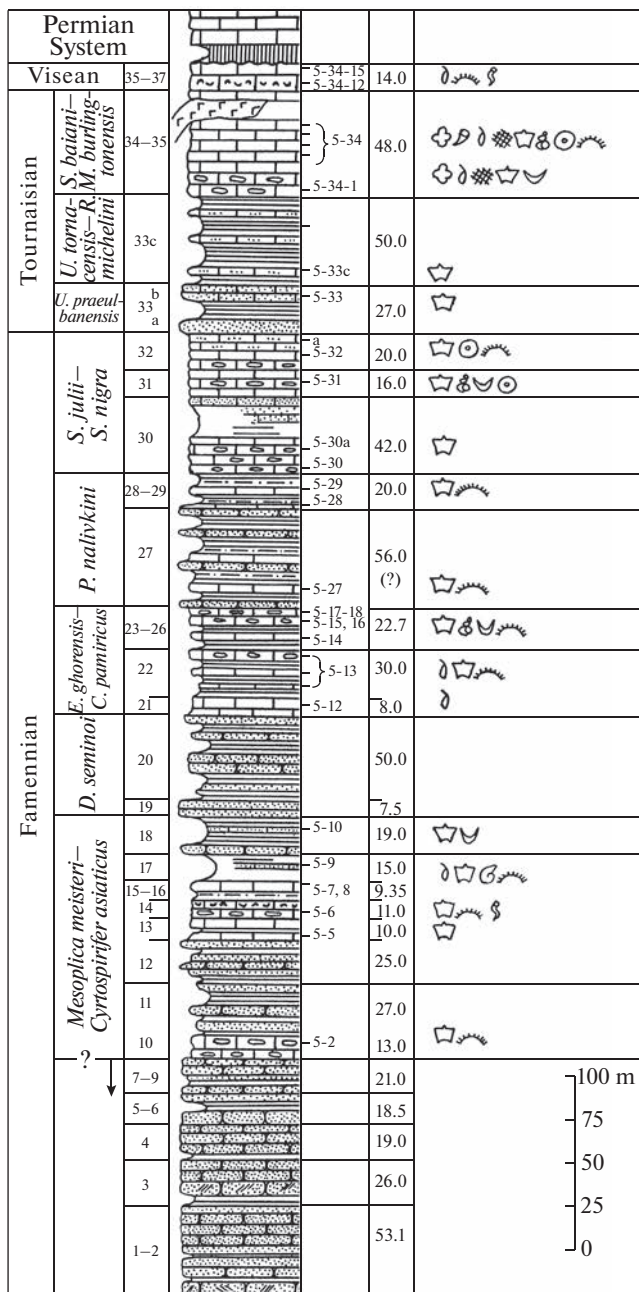 Permian
System
Visean 35–37 5-34-15 14.0
5-34-12
Tournaisian
S. baiani–
M. burling-
tonensis
34–35 5-34 48.0
5-34-1
U. torna-
censis–R.
michelini
33c 50.0
5-33c
U. praeul-
banensis
b
33
a
5-33
27.0
Famennian
S. julii–
S. nigra
a
32 5-32 20.0
31 5-31 16.0
30 5-30a 42.0
5-30
P. nalivkini
28–29 5-29 20.0
5-28
27 56.0
(?)
5-27
E. ghorensis–
C. pamiricus
5-17-18
23–26 5-15, 16 22.7
5-14
22 5-13 30.0
21 5-12 8.0
D. seminoi
20 50.0
19 7.5
Mesoplica meisteri–
Cyrtospirifer asiaticus
18 5-10 19.0
17 5-9 15.0
15–16 5-7, 8 9.35
14 5-6 11.0
13 5-5 10.0
12 25.0
11 27.0
10 5-2 13.0
?
7–9 21.0
5–6 18.5
4 19.0
3 26.0
1–2 53.1
100 m
75
50
25
0